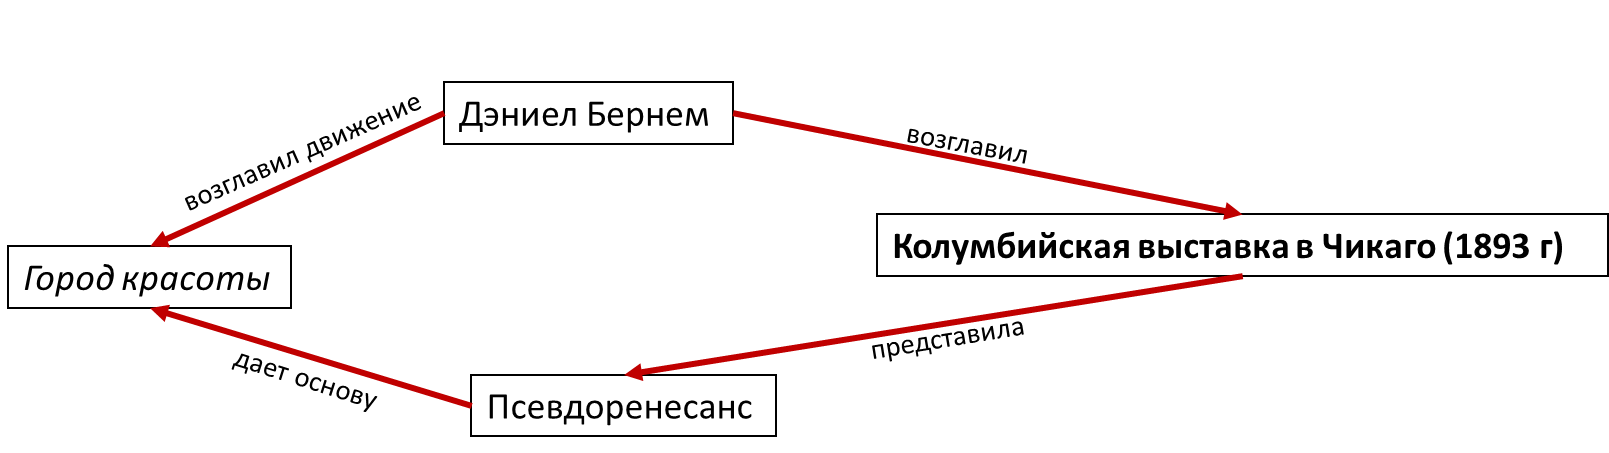 Дэниел Бернем
возглавил движение
возглавил
Колумбийская выставка в Чикаго (1893 г)
Город красоты
представила
дает основу
Псевдоренесанс